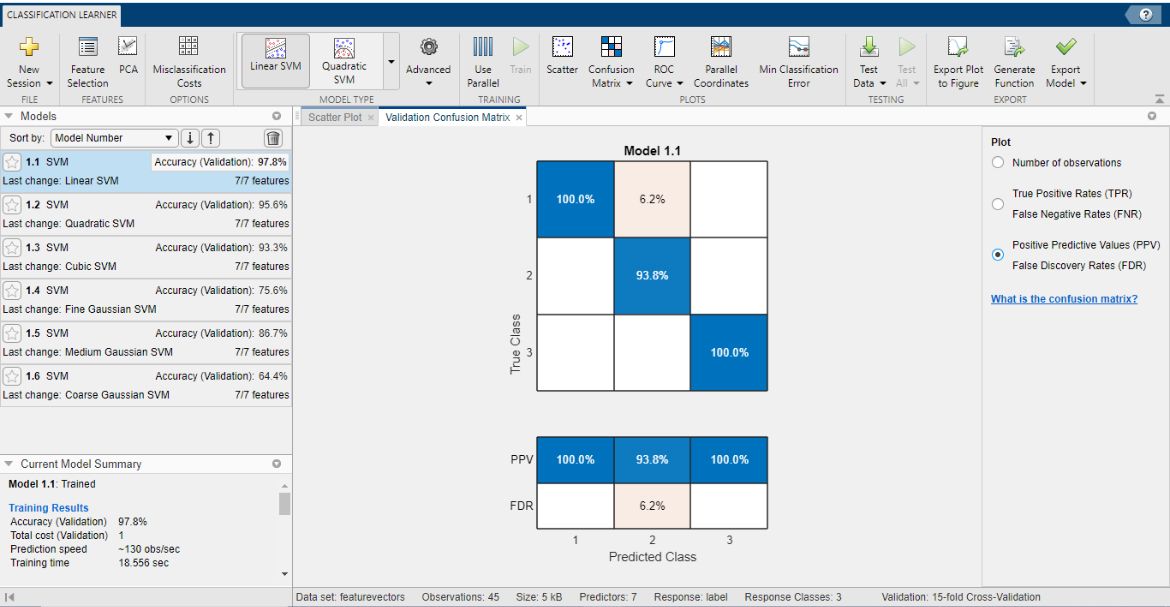 CLASSIFICATION LEARNER
?
New Session
Feature Selection
PCA
Misclassification Costs
Linear SVM
Quadratic SVM
Advanced
Use Parallel
Train
Scatter
Confusion Matrix
ROC Curve
Parallel Coordinates
Min Classification Error
Test Data
Test All
Export Plot to Figure
Generate Function
Export Model
FILE
FEATURES
OPTIONS
MODEL TYPE
TRAINING
PLOTS
TESTING
EXPORT
Models
Sort by: Model Number
1.1 SVM Accuracy (Validation): 97.8%
Last change: Linear SVM 7/7 features
1.2 SVM Accuracy (Validation): 95.6%
Last change: Quadratic SVM 7/7 features
1.3 SVM Accuracy (Validation): 93.3%
Last change: Cubic SVM 7/7 features
1.4 SVM Accuracy (Validation): 75.6%
Last change: Fine Gaussian SVM 7/7 features
1.5 SVM Accuracy (Validation): 86.7%
Last change: Medium Gaussian SVM 7/7 features
1.6 SVM Accuracy (Validation): 64.4%
Last change: Coarse Gaussian SVM 7/7 features
Current Model Summary
Model 1.1: Trained
Training Results
Accuracy (Validation) 97.8%
Total cost (Validation) 1
Prediction speed ~130 obs/sec
Training time 18.556 sec
Scatter Plot
Validation Confusion Matrix
Model 1.1
1 100.0% 6.2%
2 93.8%
3 100.0%
True Class
PPV 100.0% 93.8% 100.0%
FDR 6.2%
1 2 3
Predicted Class
Plot
Number of observations
True Positive Rates (TPR)
False Negative Rates (FNR)
Positive Predictive Values (PPV)
False Discovery Rates (FDR)
What is the confusion matrix?
Data set: featurevectors Observations: 45 Size: 5 kB Predictors: 7 Response: label Response Classes: 3 Validation: 15-fold Cross-Validation